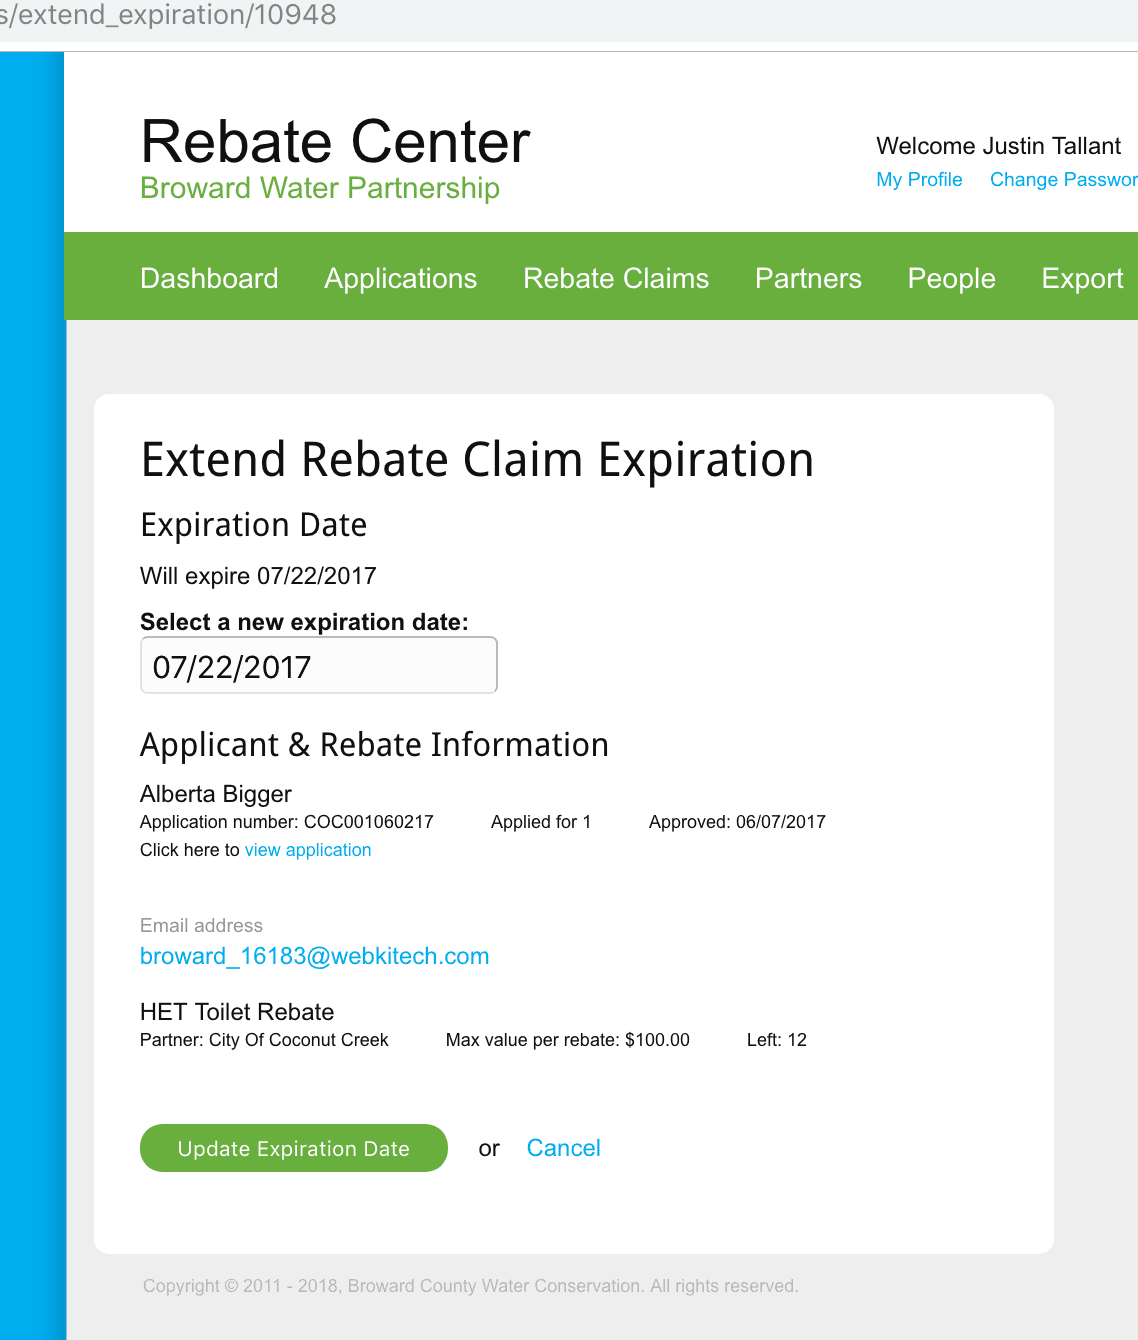 s/extend_expiration/10948
Rebate Center
Broward Water Partnership
Welcome Justin Tallant
My Profile Change Passwor
Dashboard Applications Rebate Claims Partners People Export
Extend Rebate Claim Expiration
Expiration Date
Will expire 07/22/2017
Select a new expiration date:
07/22/2017
Applicant & Rebate Information
Alberta Bigger
Application number: COC001060217 Applied for 1 Approved: 06/07/2017
Click here to view application
Email address
broward_16183@webkitech.com
HET Toilet Rebate
Partner: City Of Coconut Creek Max value per rebate: $100.00 Left: 12
Update Expiration Date or Cancel
Copyright © 2011 - 2018, Broward County Water Conservation. All rights reserved.